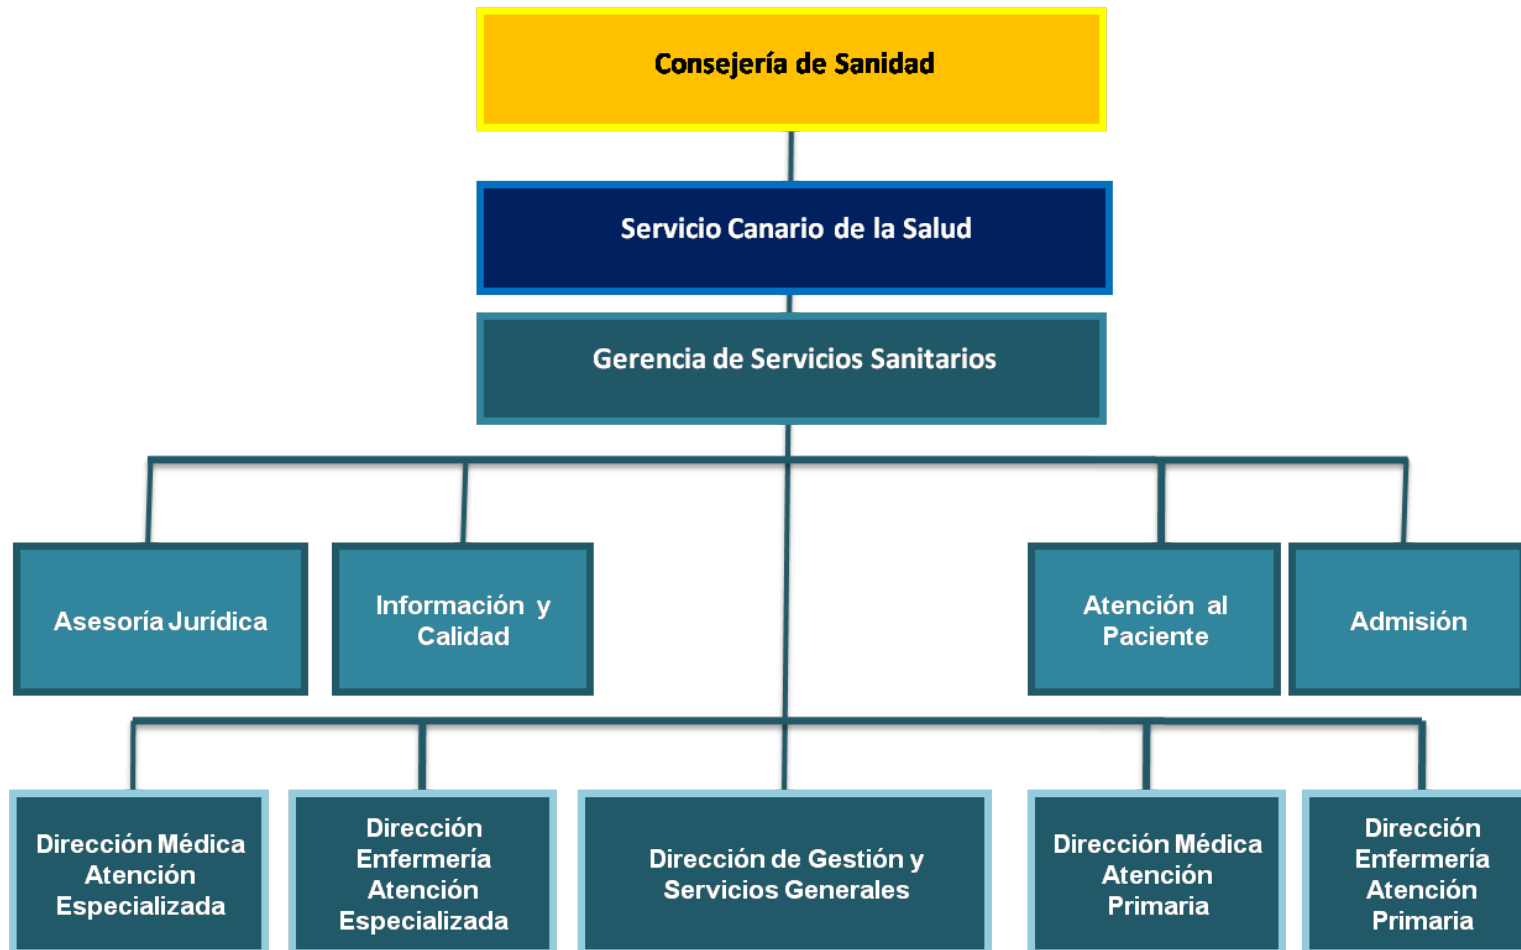 Consejería de Sanidad
Servicio Canario de la Salud
Gerencia de Servicios Sanitarios
Asesoría Jurídica
Información y
Calidad
Atención al
Paciente
Admisión
Dirección Médica
Atención
Especializada
Dirección
Enfermería
Atención
Especializada
Dirección de Gestión y
Servicios Generales
Dirección Médica
Atención
Primaria
Dirección
Enfermería
Atención
Primaria